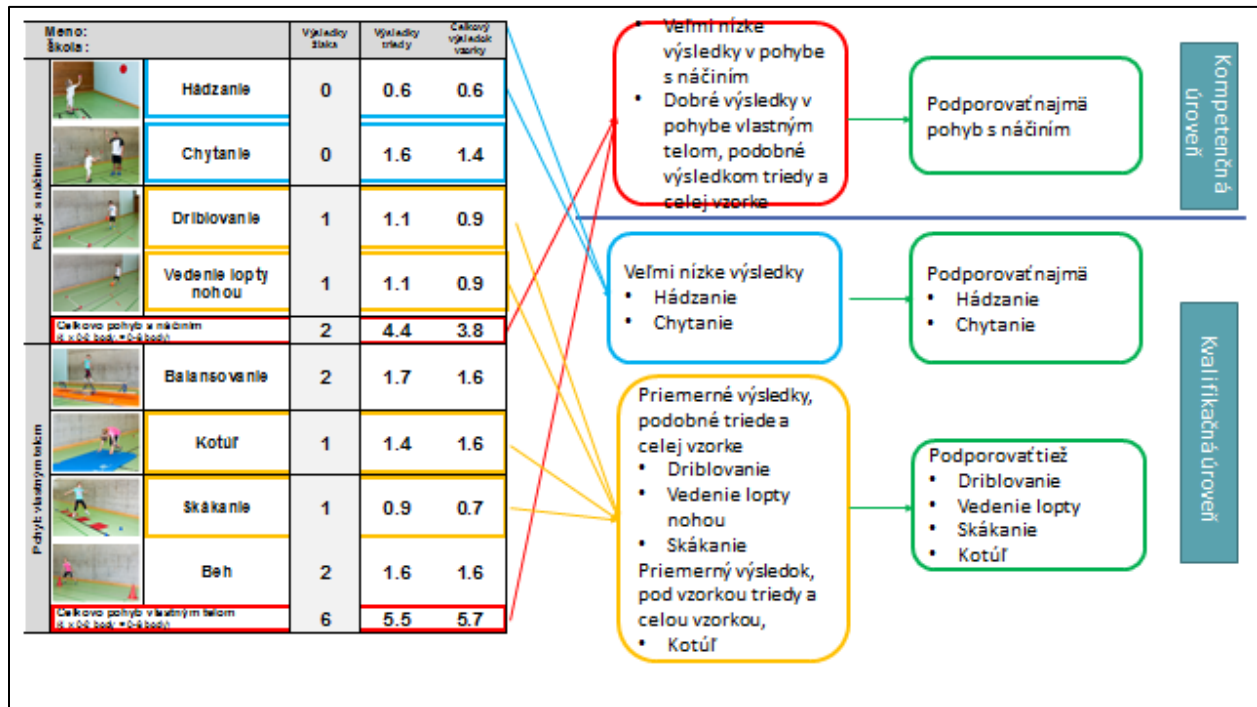 Meno:
Škola:
Výsledky
žiaka
Výsledky
triedy
Celkový
výsledok
vzorky
Pohyb s náčiním
Hádzanie 0 0.6 0.6
Chytanie 0 1.6 1.4
Driblovanie 1 1.1 0.9
Vedenie lopty
nohou 1 1.1 0.9
Celkovo pohyb s náčiním 2 4.4 3.8
Pohyb vlastným telom
Balansovanie 2 1.7 1.6
Kotúľ 1 1.4 1.6
Skákanie 1 0.9 0.7
Beh 2 1.6 1.6
Celkovo pohyb vlastným telom 6 5.5 5.7
• Veľmi nízke
výsledky v pohybe
s náčiním
• Dobré výsledky v
pohybe vlastným
telom, podobné
výsledkom triedy a
celej vzorke
Podporovať najmä
pohyb s náčiním
Kompetenčná
úroveň
Veľmi nízke výsledky
• Hádzanie
• Chytanie
Podporovať najmä
• Hádzanie
• Chytanie
Priemerné výsledky,
podobné triede a
celej vzorke
• Driblovanie
• Vedenie lopty
nohou
• Skákanie
Priemerný výsledok,
pod vzorkou triedy a
celou vzorkou,
• Kotúľ
Podporovať tiež
• Driblovanie
• Vedenie lopty
• Skákanie
• Kotúľ
Kvalifikačná úroveň